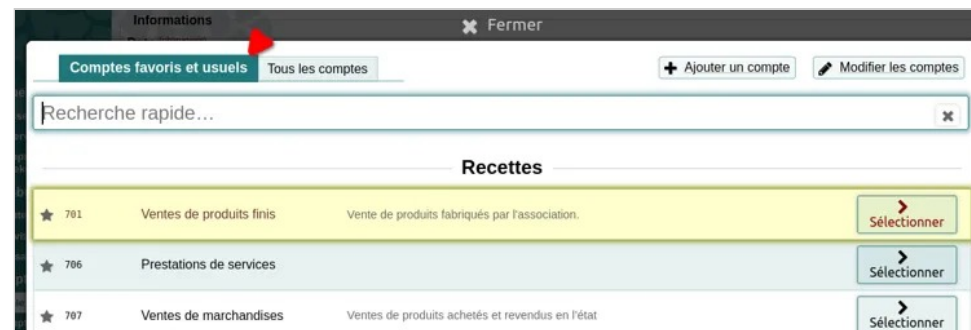 Informations
✖ Fermer
Comptes favoris et usuels Tous les comptes + Ajouter un compte Modifier les comptes
Recherche rapide…
Recettes
701 Ventes de produits finis Vente de produits fabriqués par l'association. Sélectionner
706 Prestations de services Sélectionner
707 Ventes de marchandises Ventes de produits achetés et revendus en l'état Sélectionner